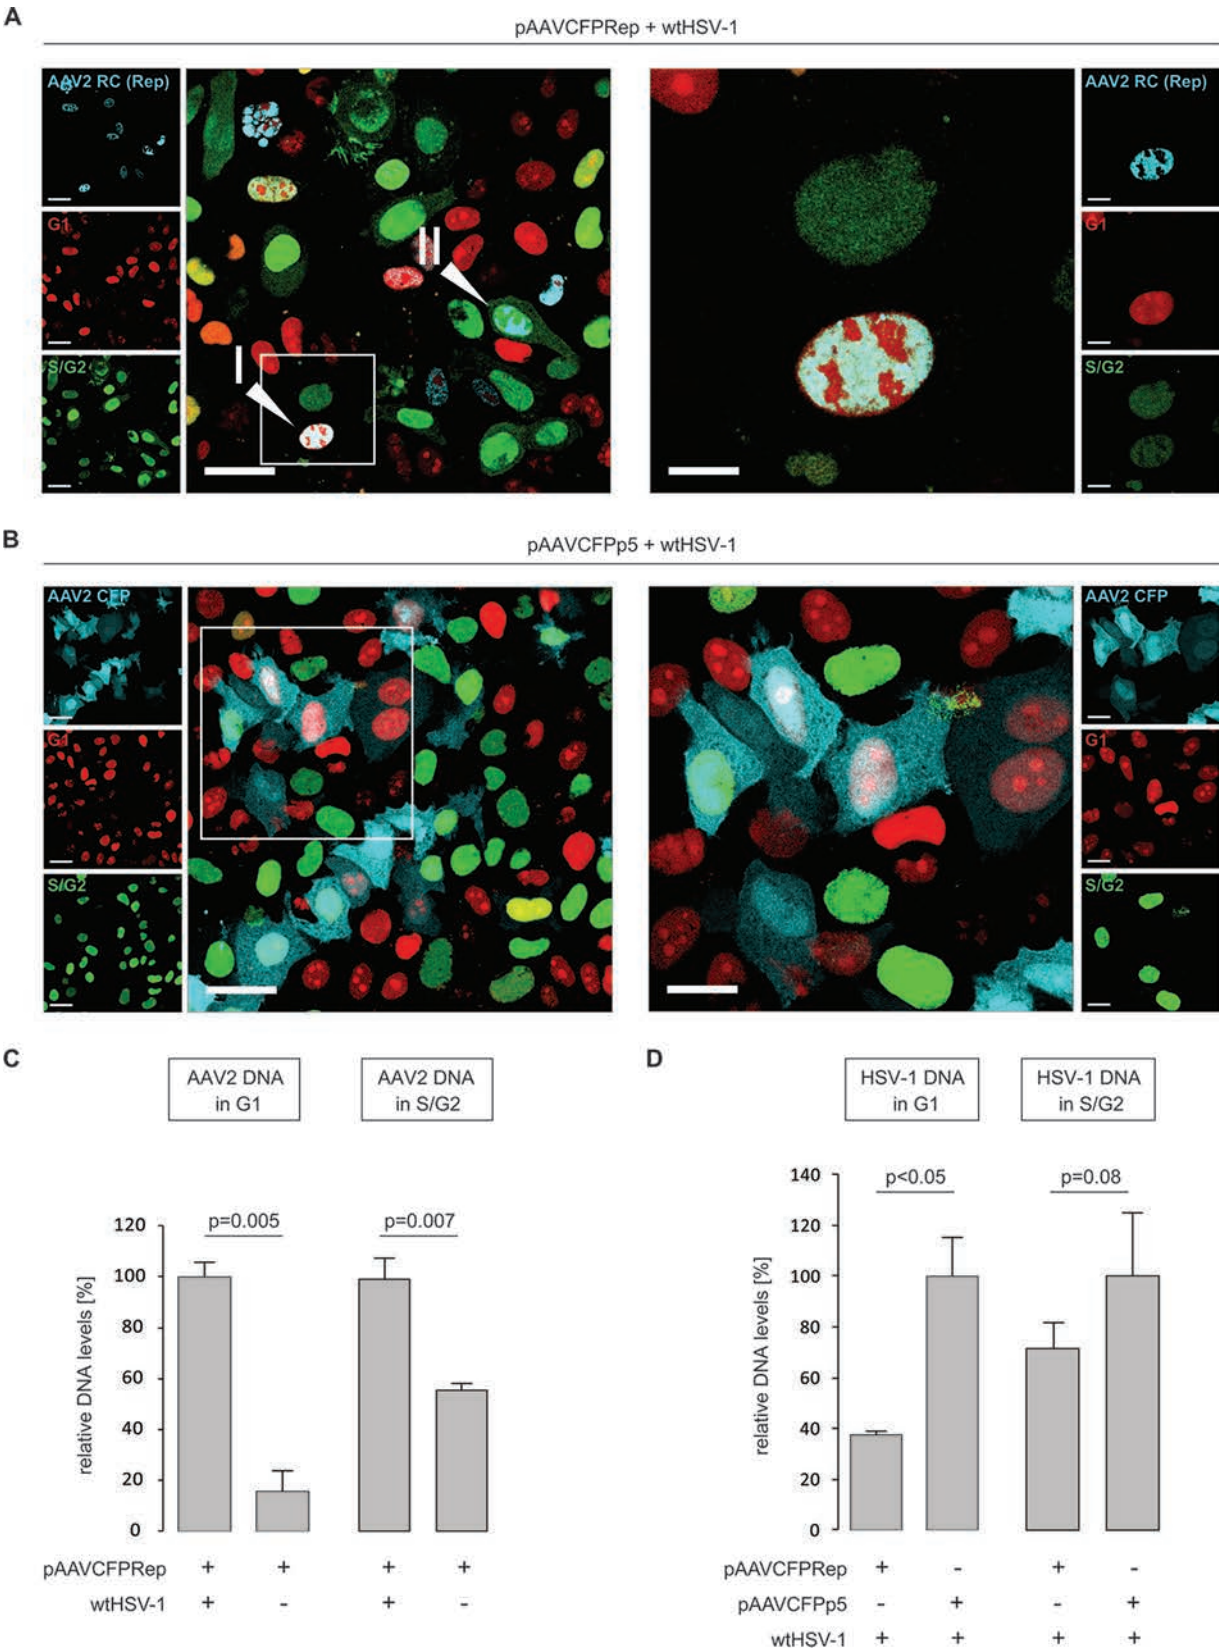 A
pAAVCFPRep + wtHSV-1
AAV2 RC (Rep)
G1
S/G2
I
II
AAV2 RC (Rep)
G1
S/G2
B
pAAVCFPp5 + wtHSV-1
AAV2 CFP
G1
S/G2
AAV2 CFP
G1
S/G2
C
AAV2 DNA
in G1
AAV2 DNA
in S/G2
p=0.005
p=0.007
relative DNA levels [%]
120
100
80
60
40
20
0
pAAVCFPRep + + + +
wtHSV-1 + - + -
D
HSV-1 DNA
in G1
HSV-1 DNA
in S/G2
p<0.05
p=0.08
relative DNA levels [%]
140
120
100
80
60
40
20
0
pAAVCFPRep + - + -
pAAVCFPp5 - + - +
wtHSV-1 + + + +